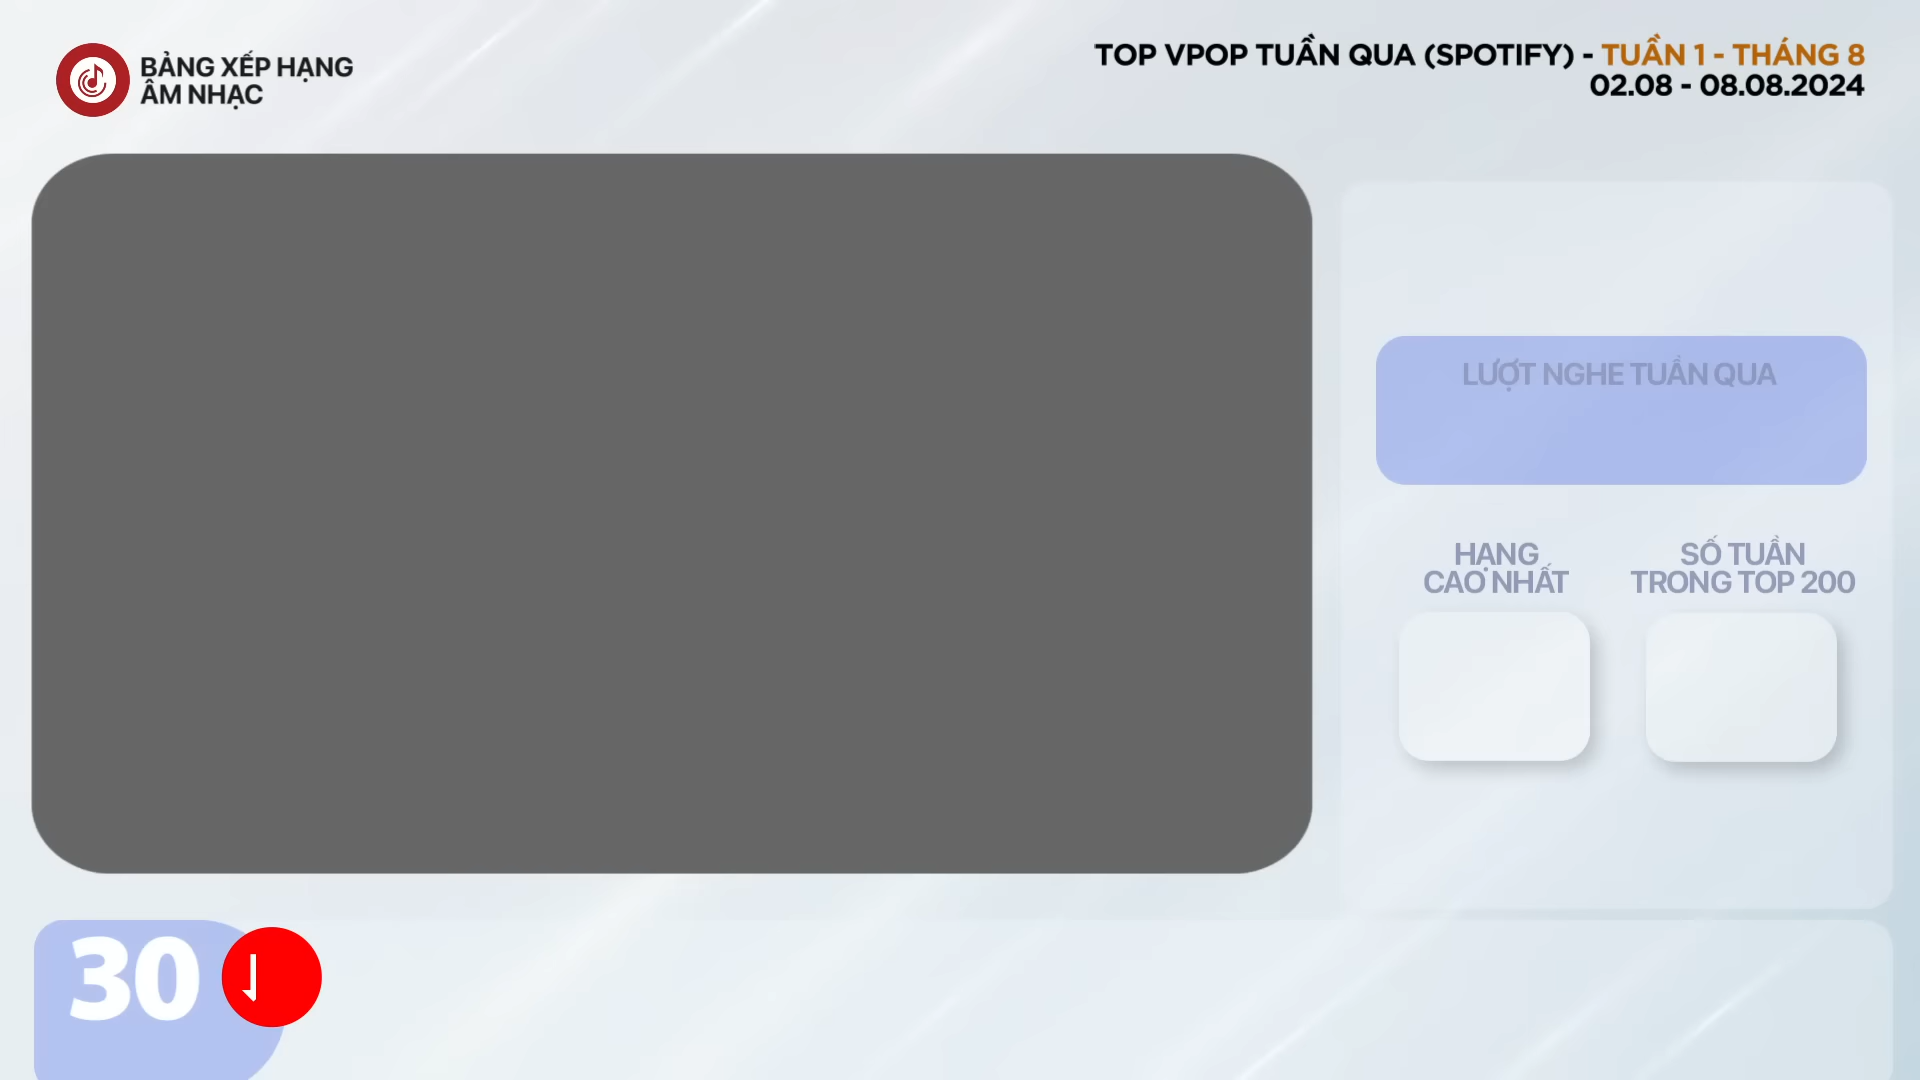 BẢNG XẾP HẠNG
ÂM NHẠC
TOP VPOP TUẦN QUA (SPOTIFY) - TUẦN 1 - THÁNG 8
02.08 - 08.08.2024
LƯỢT NGHE TUẦN QUA
HẠNG
CAO NHẤT
SỐ TUẦN
TRONG TOP 200
30